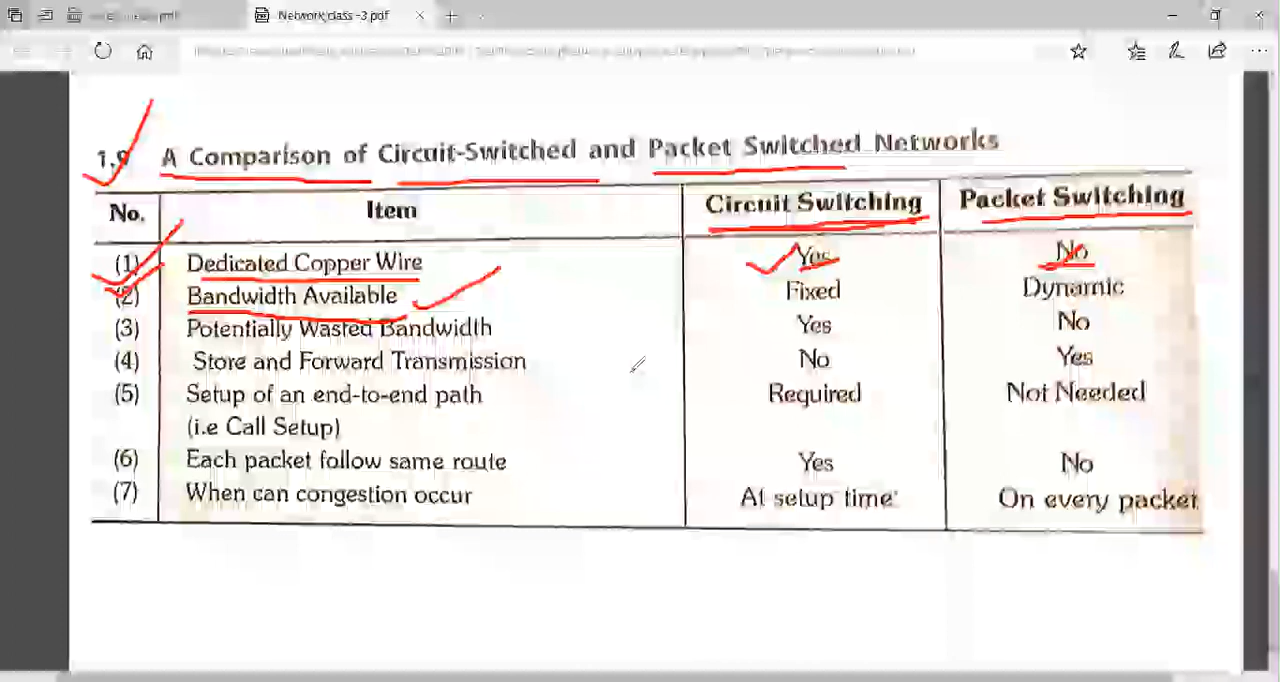 Network class -3 pdf
1.9 A Comparison of Circuit-Switched and Packet Switched Networks
No. Item Circuit Switching Packet Switching
(1) Dedicated Copper Wire Yes No
(2) Bandwidth Available Fixed Dynamic
(3) Potentially Wasted Bandwidth Yes No
(4) Store and Forward Transmission No Yes
(5) Setup of an end-to-end path Required Not Needed
(i.e Call Setup)
(6) Each packet follow same route Yes No
(7) When can congestion occur At setup time On every packet